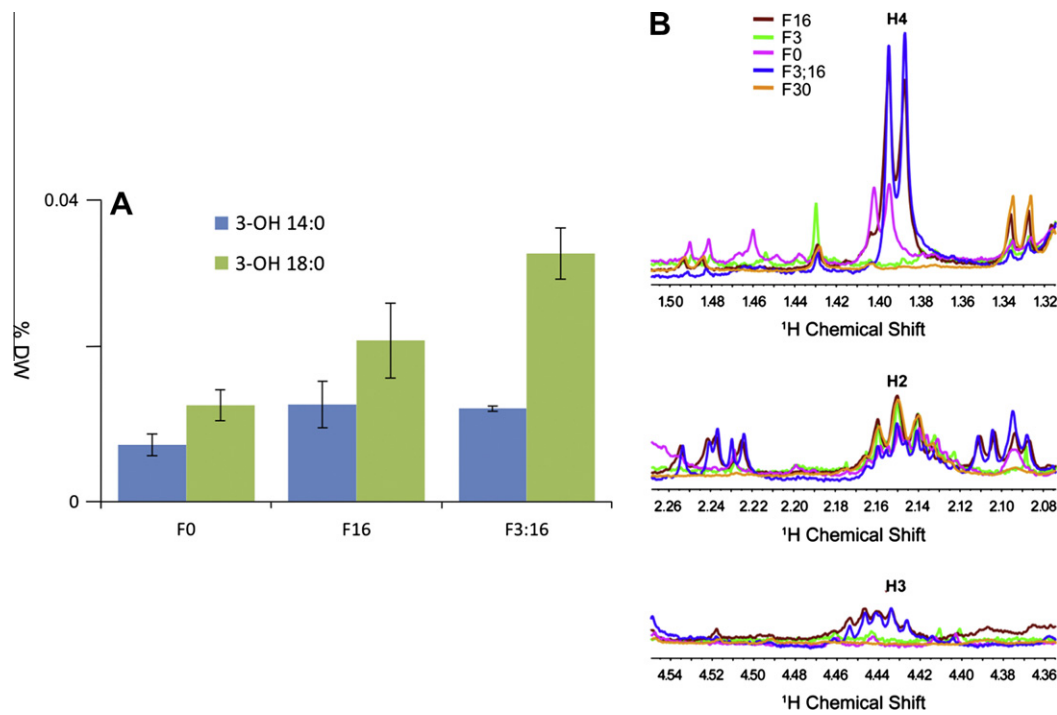 A
0.04
3-OH 14:0
3-OH 18:0
% DW
0
F0
F16
F3:16
B
F16
F3
F0
F3;16
F30
H4
1.50 1.48 1.46 1.44 1.42 1.40 1.38 1.36 1.34 1.32
¹H Chemical Shift
H2
2.26 2.24 2.22 2.20 2.18 2.16 2.14 2.12 2.10 2.08
¹H Chemical Shift
H3
4.54 4.52 4.50 4.48 4.46 4.44 4.42 4.40 4.38 4.36
¹H Chemical Shift